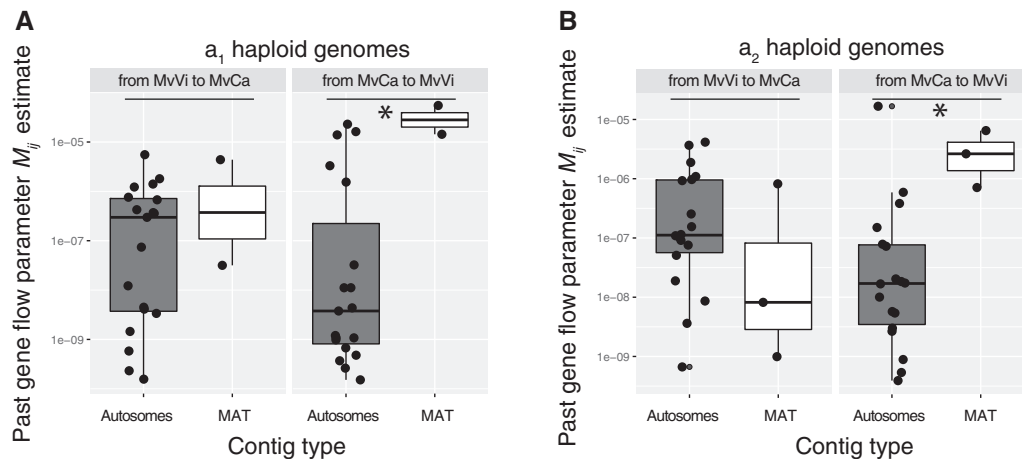 A
a₁ haploid genomes
from MvVi to MvCa
from MvCa to MvVi
Past gene flow parameter Mᵢⱼ estimate
1e−05
1e−07
1e−09
*
Autosomes
MAT
Autosomes
MAT
Contig type
B
a₂ haploid genomes
from MvVi to MvCa
from MvCa to MvVi
Past gene flow parameter Mᵢⱼ estimate
1e−05
1e−06
1e−07
1e−08
1e−09
*
Autosomes
MAT
Autosomes
MAT
Contig type